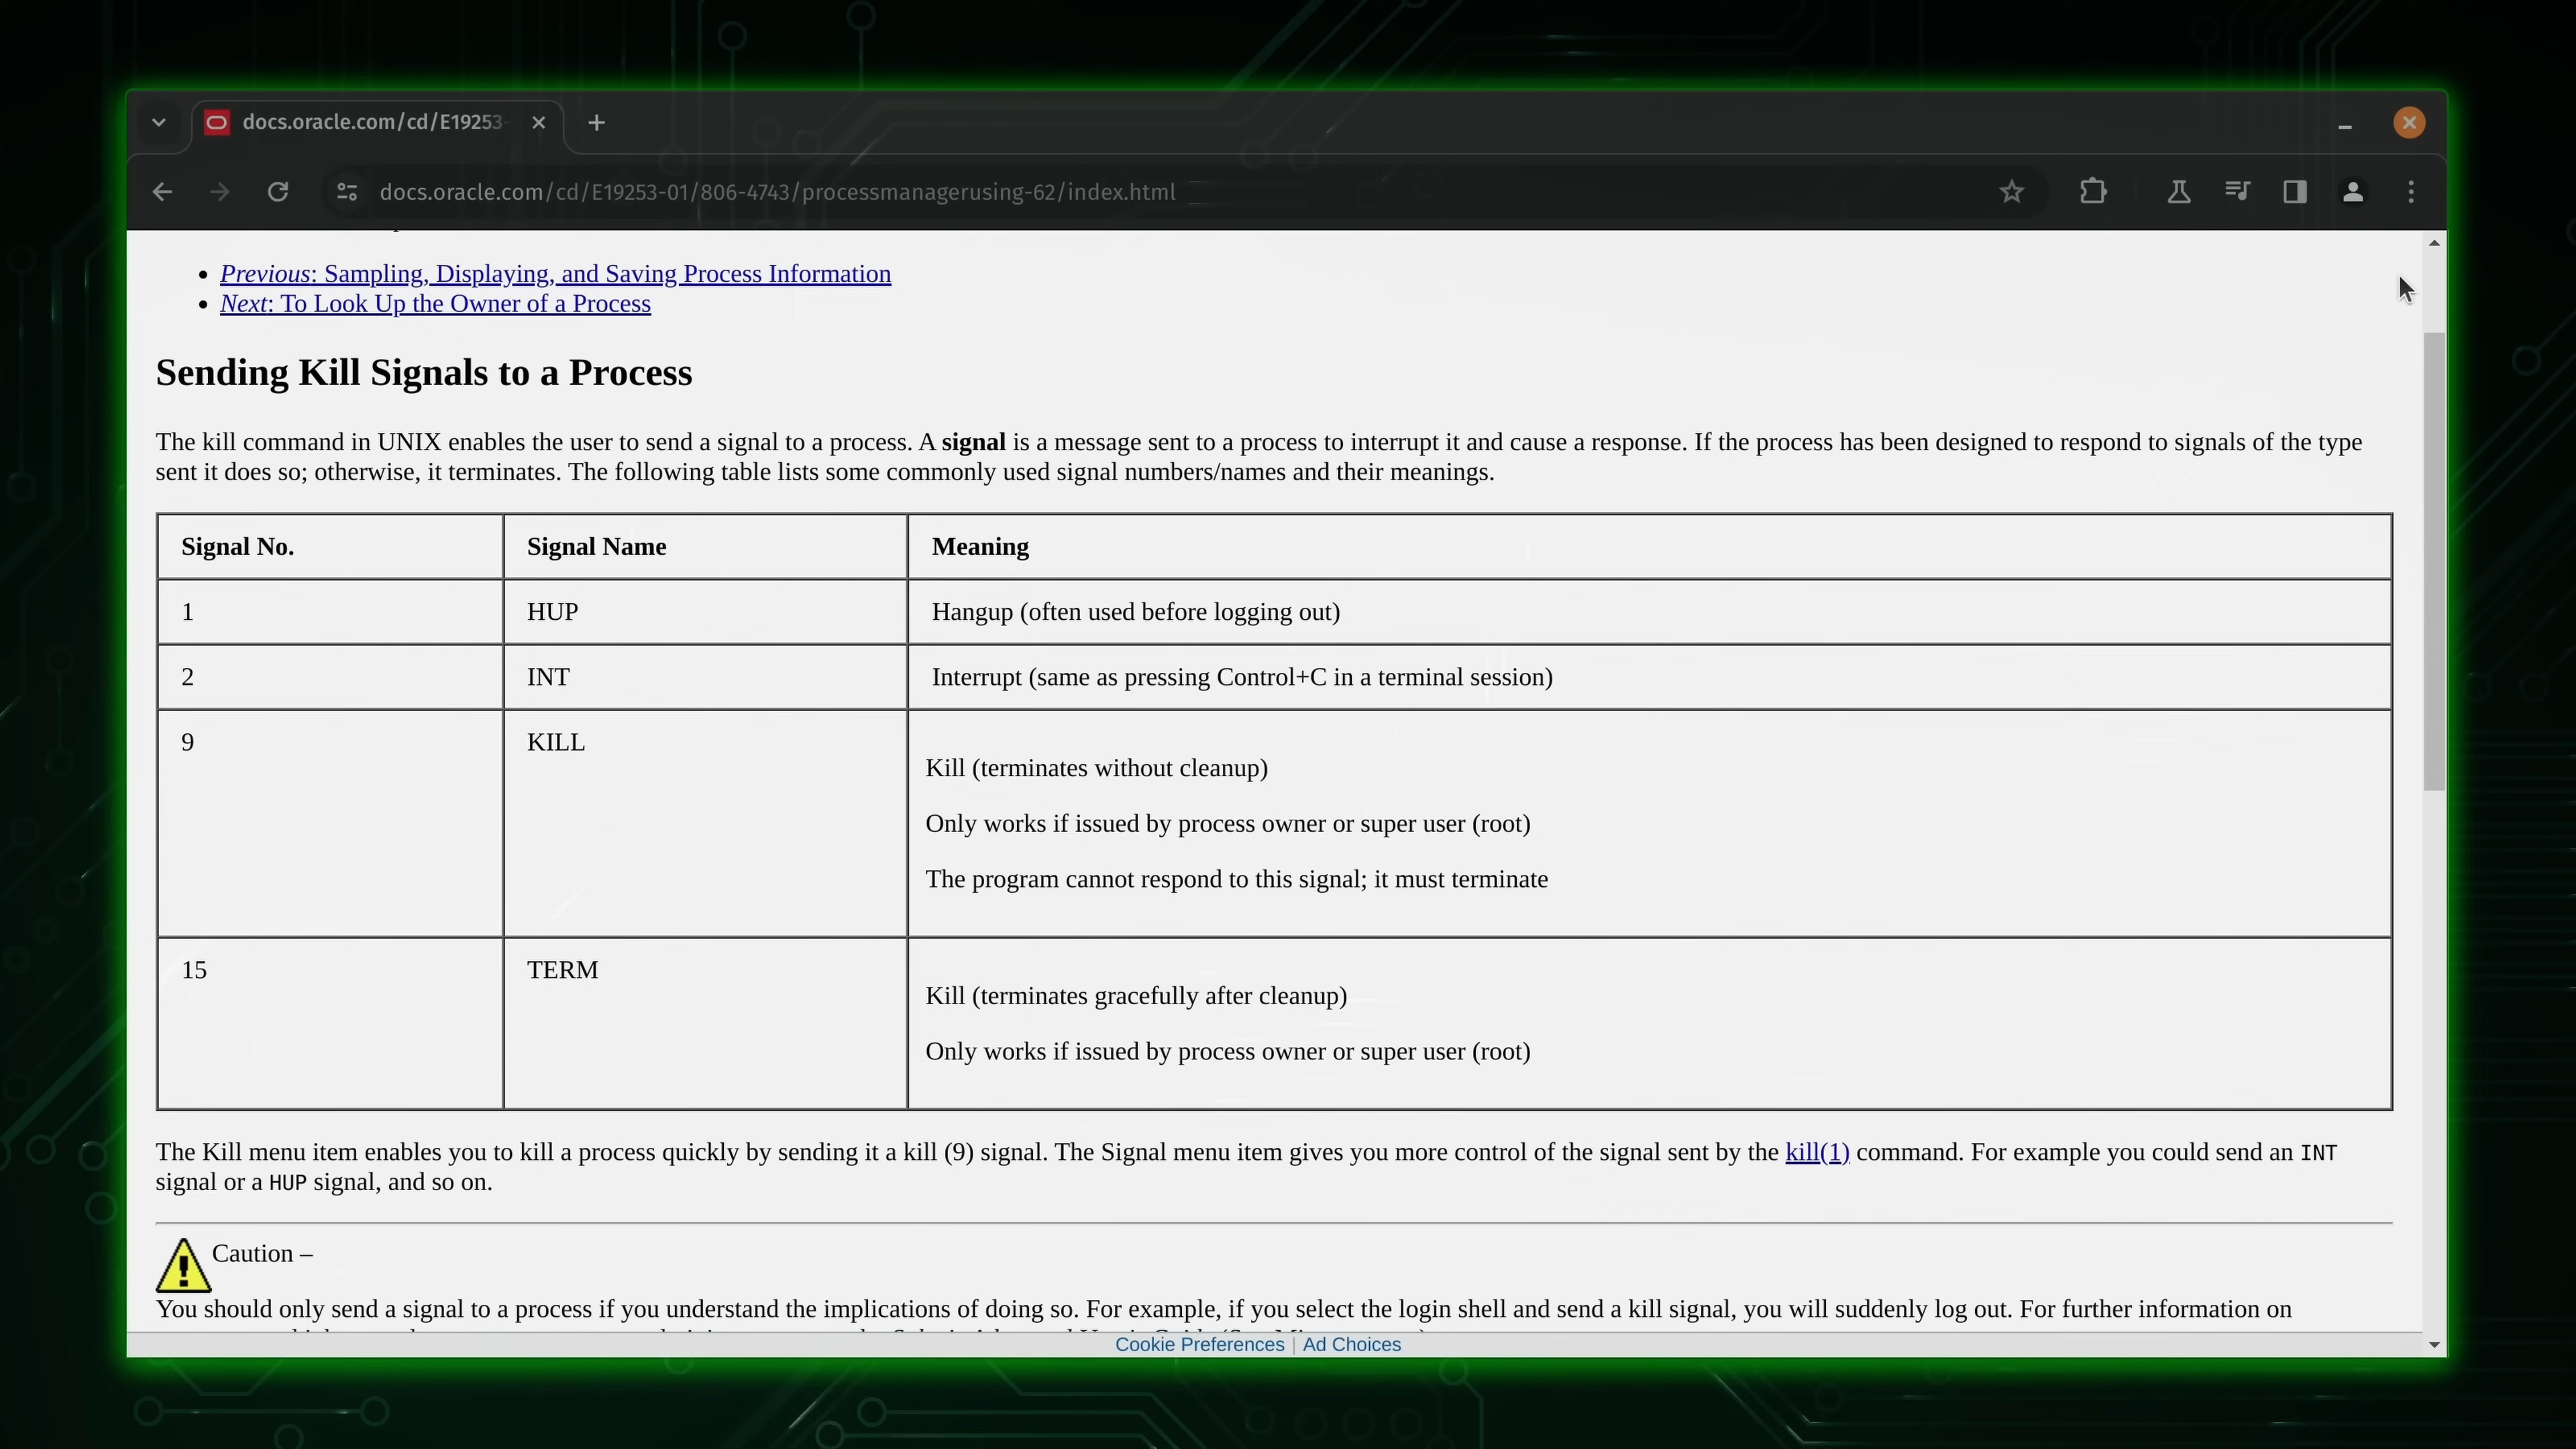 docs.oracle.com/cd/E19253-
docs.oracle.com/cd/E19253-01/806-4743/processmanagerusing-62/index.html
Previous: Sampling, Displaying, and Saving Process Information
Next: To Look Up the Owner of a Process
Sending Kill Signals to a Process
The kill command in UNIX enables the user to send a signal to a process. A signal is a message sent to a process to interrupt it and cause a response. If the process has been designed to respond to signals of the type
sent it does so; otherwise, it terminates. The following table lists some commonly used signal numbers/names and their meanings.
Signal No. Signal Name Meaning
1 HUP Hangup (often used before logging out)
2 INT Interrupt (same as pressing Control+C in a terminal session)
9 KILL
Kill (terminates without cleanup)
Only works if issued by process owner or super user (root)
The program cannot respond to this signal; it must terminate
15 TERM
Kill (terminates gracefully after cleanup)
Only works if issued by process owner or super user (root)
The Kill menu item enables you to kill a process quickly by sending it a kill (9) signal. The Signal menu item gives you more control of the signal sent by the kill(1) command. For example you could send an INT
signal or a HUP signal, and so on.
Caution –
You should only send a signal to a process if you understand the implications of doing so. For example, if you select the login shell and send a kill signal, you will suddenly log out. For further information on
Cookie Preferences | Ad Choices